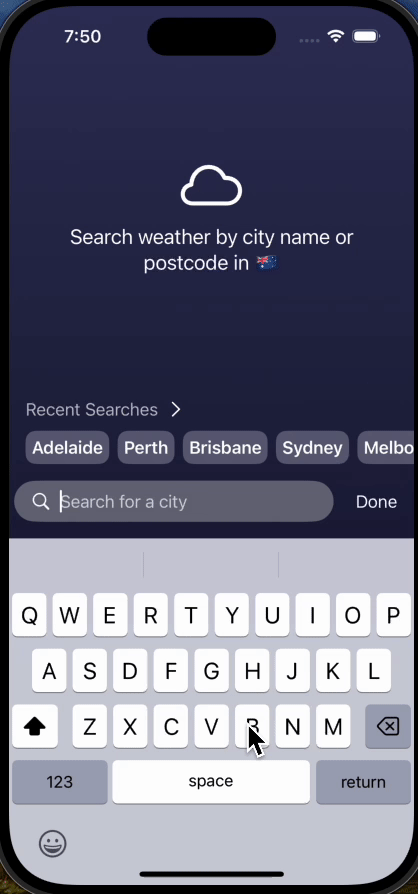 7:50
Search weather by city name or
postcode in 🇦🇺
Recent Searches >
Adelaide Perth Brisbane Sydney Melbo
Search for a city Done
Q W E R T Y U I O P
A S D F G H J K L
Z X C V B N M
123 space return